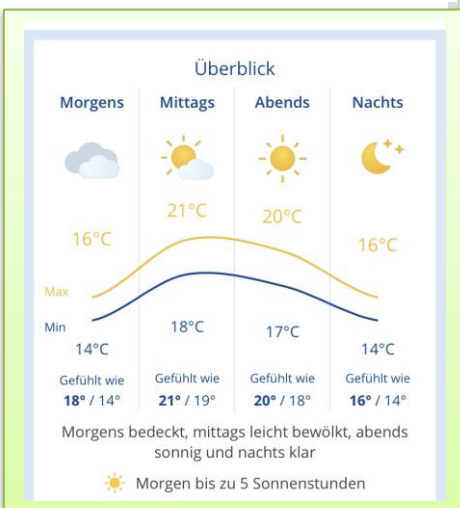 Überblick
Morgens Mittags Abends Nachts
21°C 20°C
16°C 16°C
Max
Min 18°C 17°C
14°C 14°C
Gefühlt wie Gefühlt wie Gefühlt wie Gefühlt wie
18° / 14° 21° / 19° 20° / 18° 16° / 14°
Morgens bedeckt, mittags leicht bewölkt, abends
sonnig und nachts klar
Morgen bis zu 5 Sonnenstunden